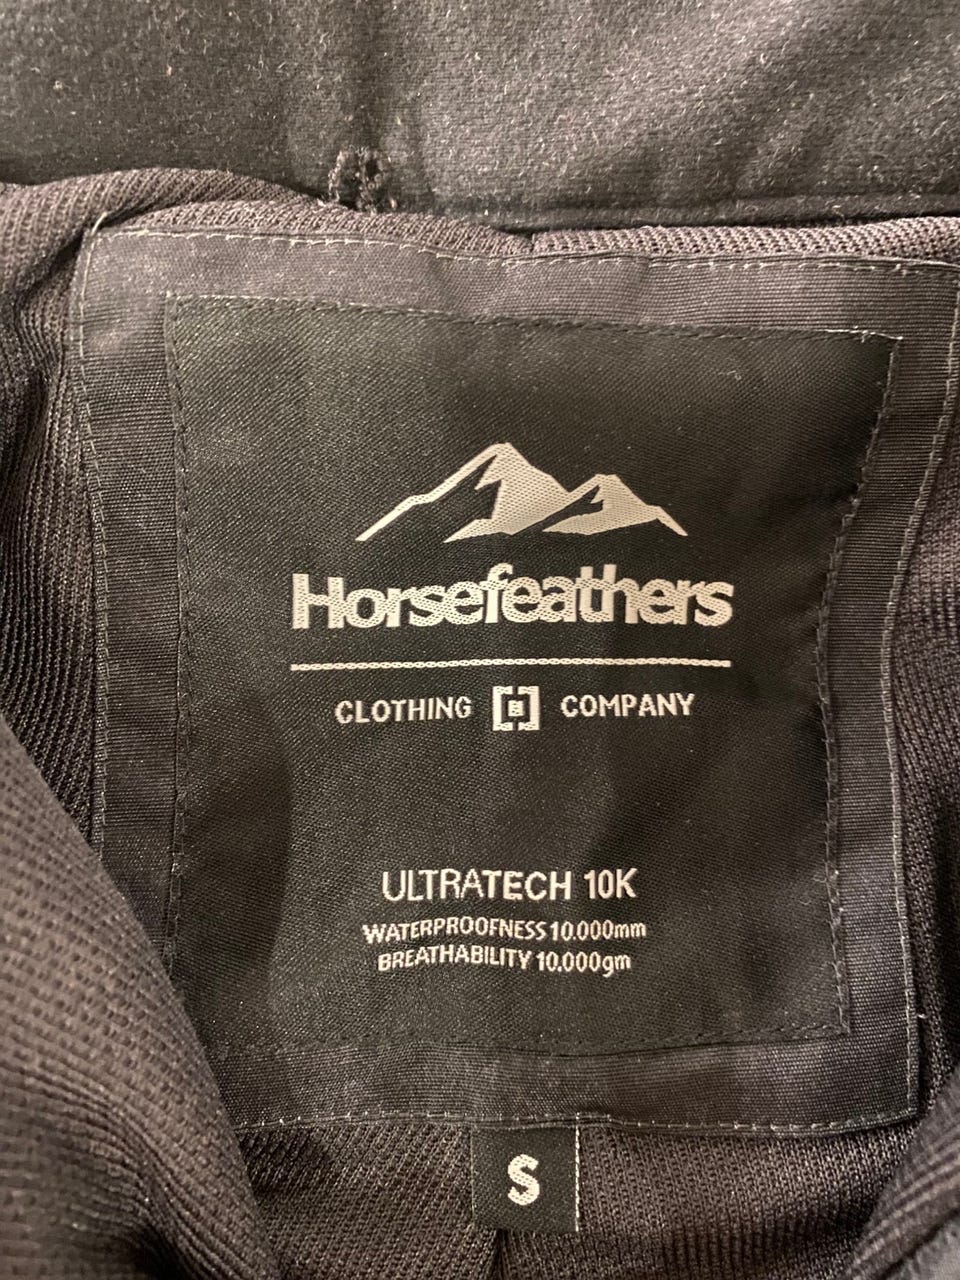 Horsefeathers
CLOTHING COMPANY
ULTRATECH 10K
WATERPROOFNESS 10.000mm
BREATHABILITY 10.000gm
S